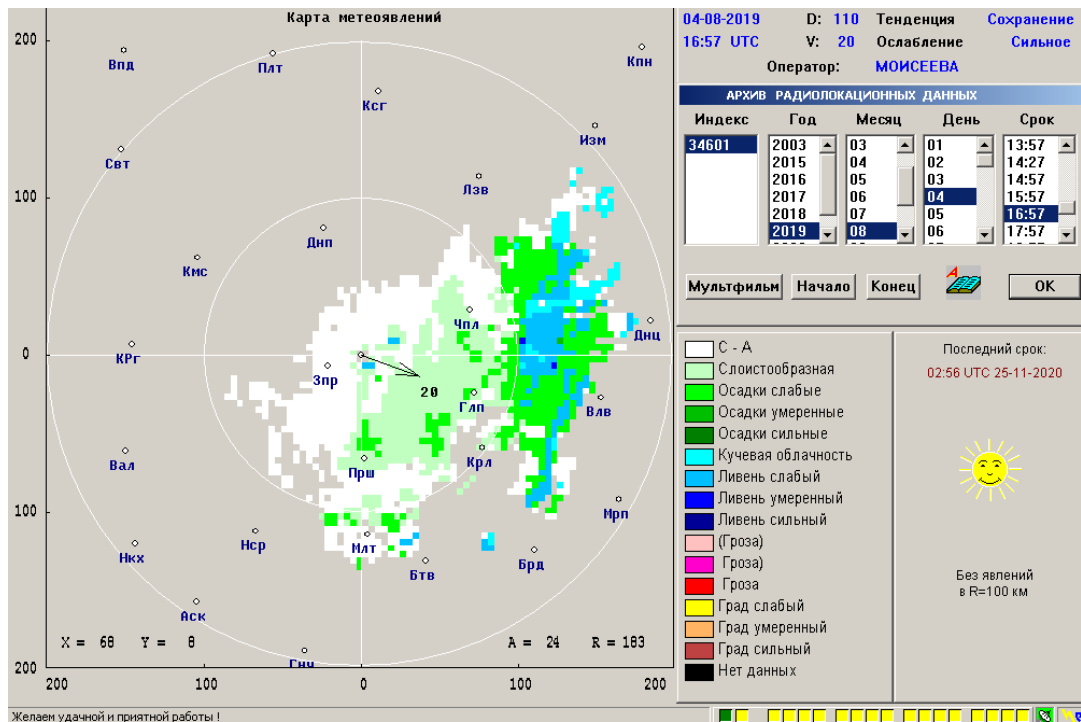 Карта метеоявлений
200
100
0
100
200
200
100
0
100
200
Впд
Плт
Кпн
Ксг
Изм
Свт
Лзв
Днп
Кмс
Чпл
Днц
КРг
Зпр
20
Глп
Влв
Вал
Прш
Крл
Мрп
Нкх
Нср
Млт
Бтв
Брд
Аск
Гнч
X = 68 Y = 8
A = 24 R = 183
04-08-2019 D: 110 Тенденция Сохранение
16:57 UTC V: 20 Ослабление Сильное
Оператор: МОИСЕЕВА
АРХИВ РАДИОЛОКАЦИОННЫХ ДАННЫХ
Индекс Год Месяц День Срок
34601 2003 03 01 13:57
2015 04 02 14:27
2016 05 03 14:57
2017 06 04 15:57
2018 07 05 16:57
2019 08 06 17:57
Мультфильм Начало Конец A OK
С - А
Слоистообразная
Осадки слабые
Осадки умеренные
Осадки сильные
Кучевая облачность
Ливень слабый
Ливень умеренный
Ливень сильный
(Гроза)
Гроза)
Гроза
Град слабый
Град умеренный
Град сильный
Нет данных
Последний срок:
02:56 UTC 25-11-2020
Без явлений
в R=100 км
Желаем удачной и приятной работы !